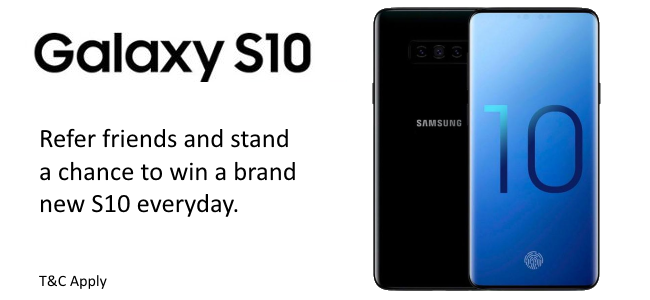 Galaxy S10
Refer friends and stand
a chance to win a brand
new S10 everyday.
T&C Apply
SAMSUNG
10